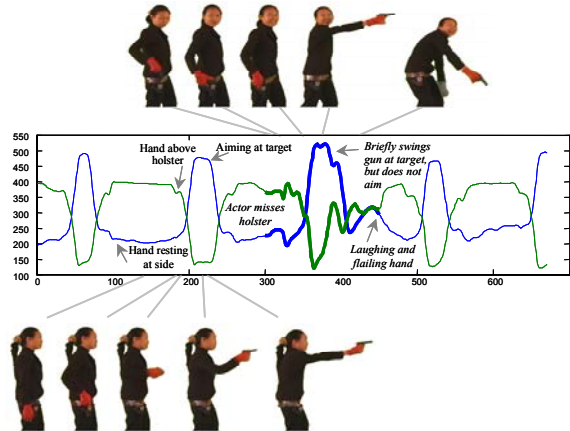 550
500
450
400
350
300
250
200
150
100
Hand above
holster
Aiming at target
Briefly swings
gun at target,
but does not
aim
Actor misses
holster
Hand resting
at side
Laughing and
flailing hand
0
100
200
300
400
500
600